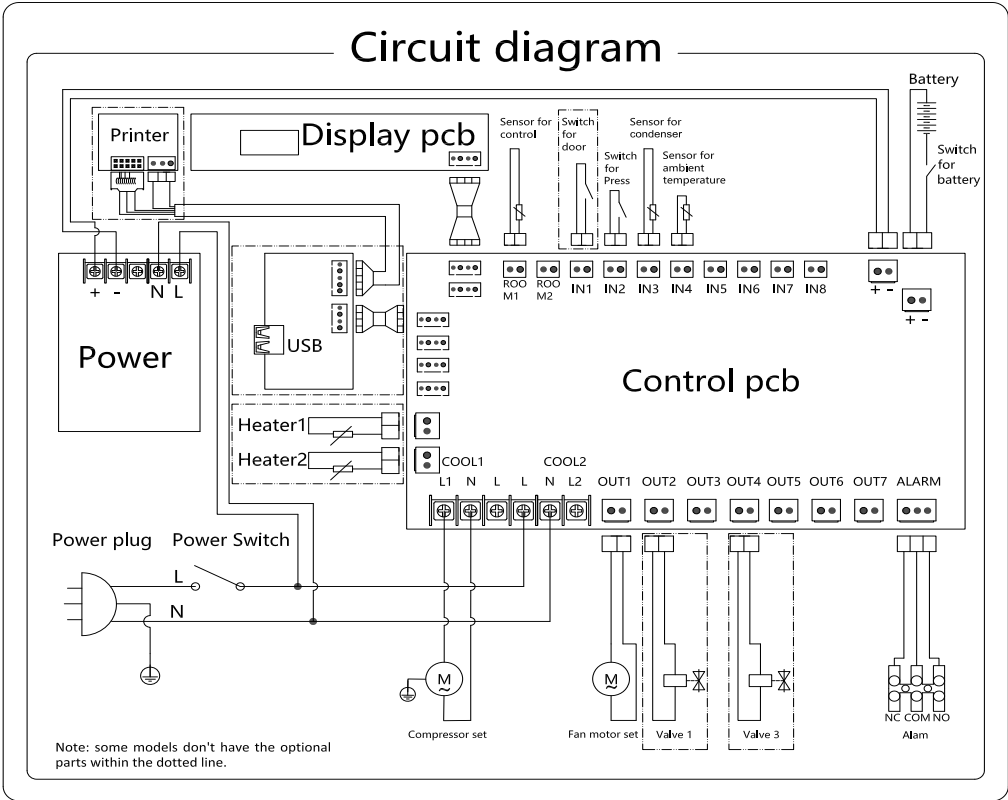 Circuit diagram
Battery
Switch
for
battery
Printer
Display pcb
Sensor for
control
Switch
for
door
Switch
for
Press
Sensor for
condenser
Sensor for
ambient
temperature
+ - N L
Power
USB
ROO
M1
ROO
M2
IN1 IN2 IN3 IN4 IN5 IN6 IN7 IN8
+ -
+ -
Control pcb
Heater1
Heater2
COOL1 COOL2
L1 N L L N L2 OUT1 OUT2 OUT3 OUT4 OUT5 OUT6 OUT7 ALARM
Power plug Power Switch
L
N
M
~
M
~
NC COM NO
Compressor set
Fan motor set
Valve 1
Valve 3
Alam
Note: some models don't have the optional
parts within the dotted line.